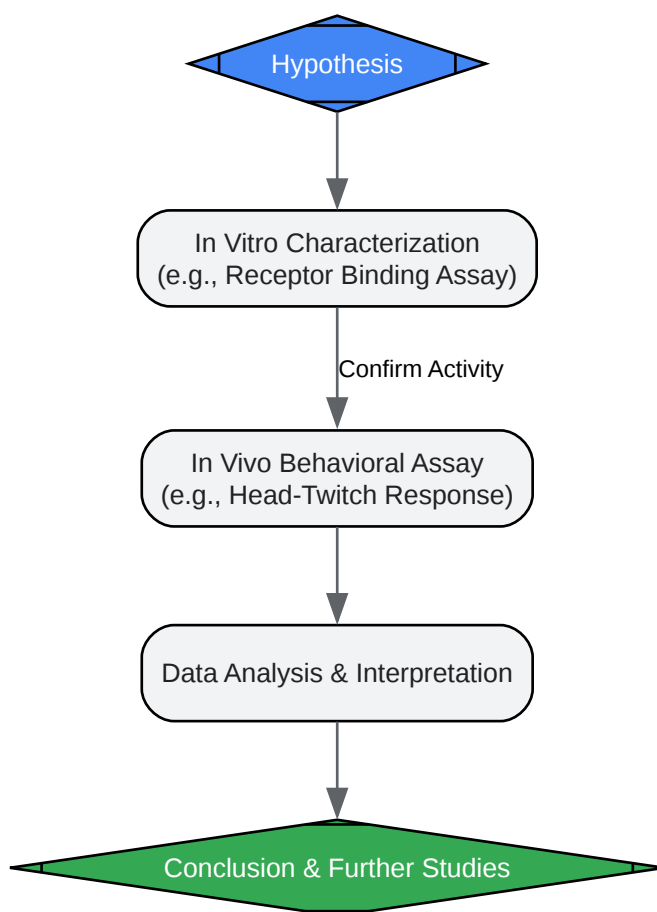 Hypothesis
In Vitro Characterization
(e.g., Receptor Binding Assay)
Confirm Activity
In Vivo Behavioral Assay
(e.g., Head-Twitch Response)
Data Analysis & Interpretation
Conclusion & Further Studies